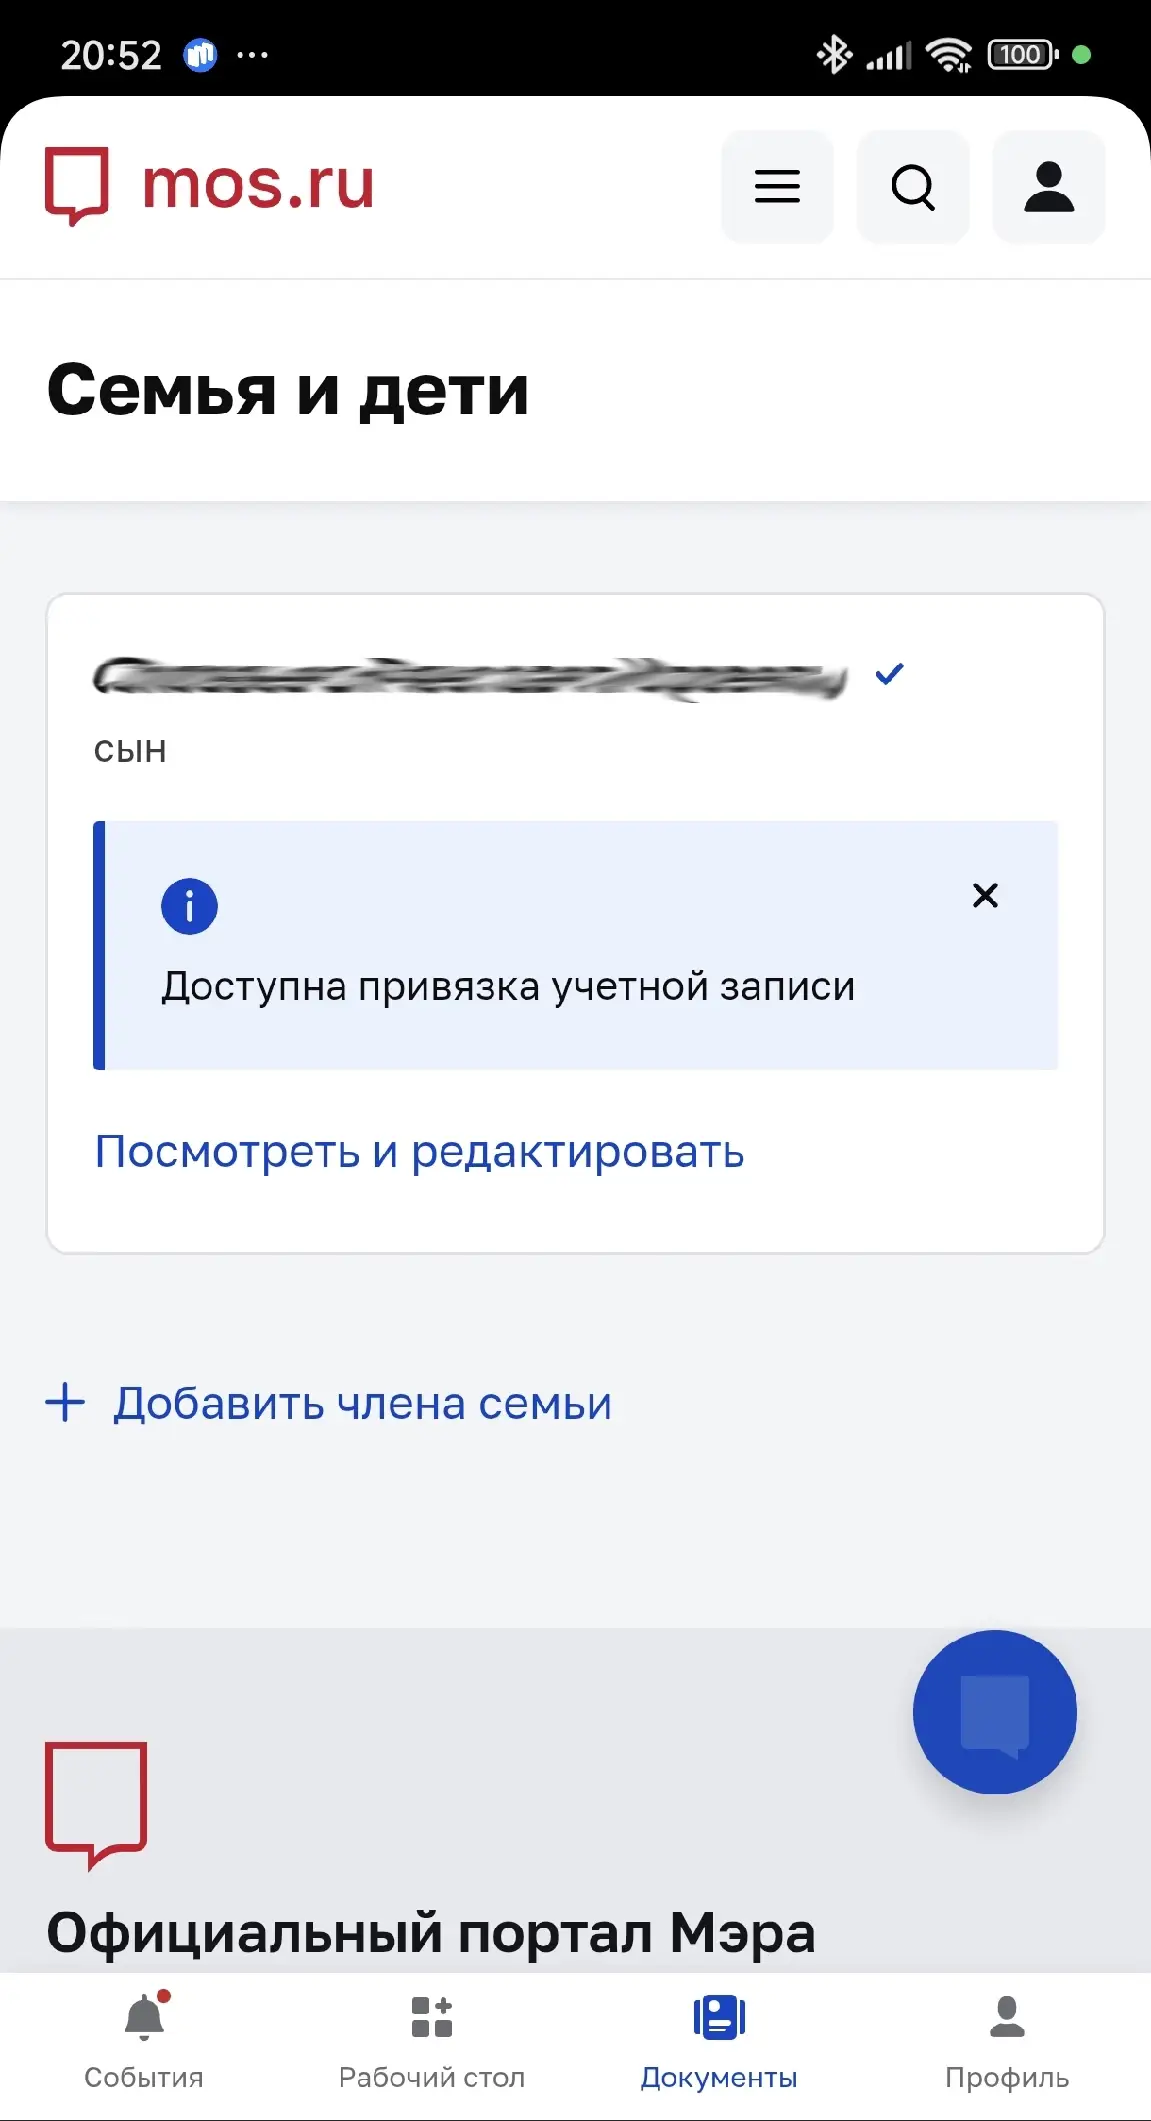 20:52
100
mos.ru
Семья и дети
сын
Доступна привязка учетной записи
Посмотреть и редактировать
Добавить члена семьи
Официальный портал Мэра
События
Рабочий стол
Документы
Профиль